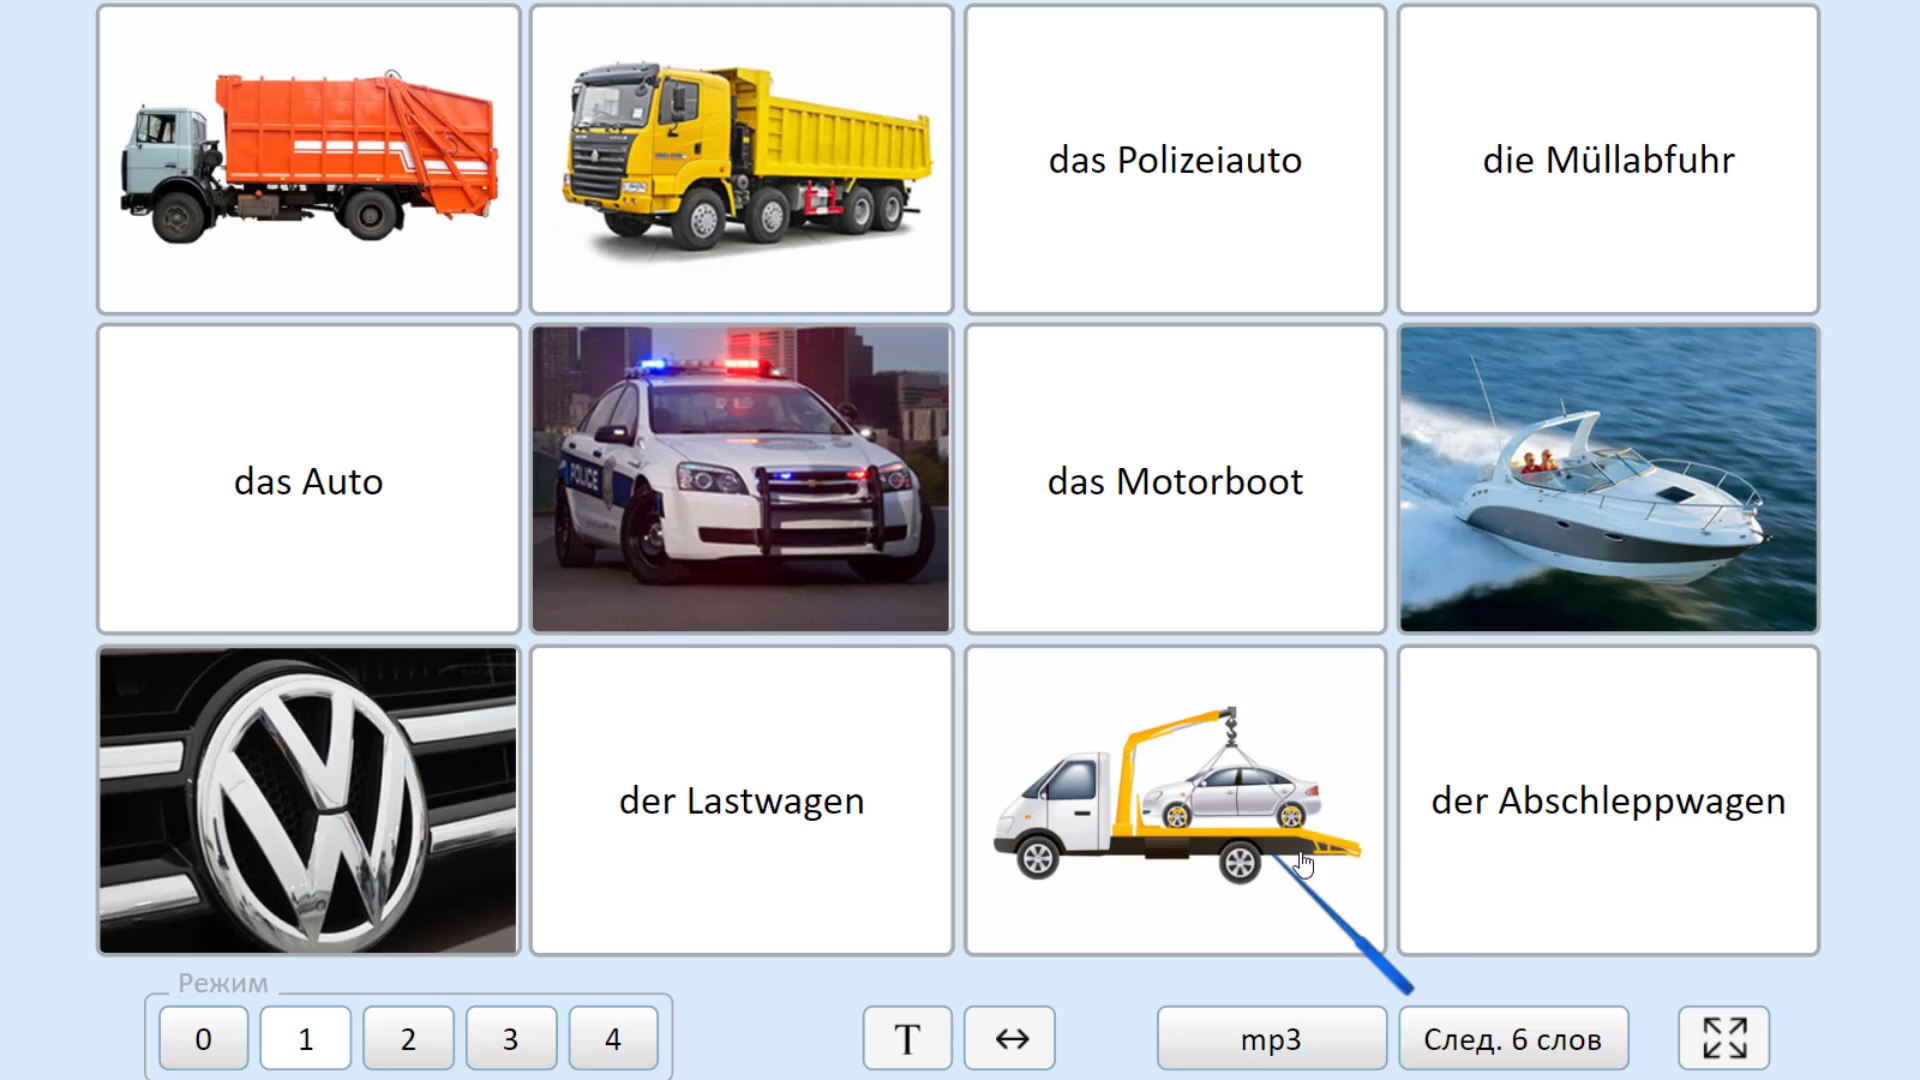 das Polizeiauto
die Müllabfuhr
das Auto
POLICE
das Motorboot
der Lastwagen
der Abschleppwagen
Режим
0
1
2
3
4
T
mp3
След. 6 слов